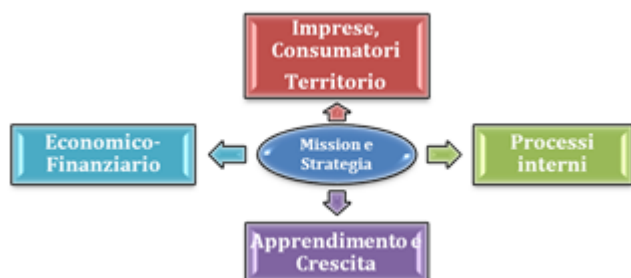 Imprese,
Consumatori
Territorio
Economico-
Finanziario
Mission e
Strategia
Processi
interni
Apprendimento e
Crescita